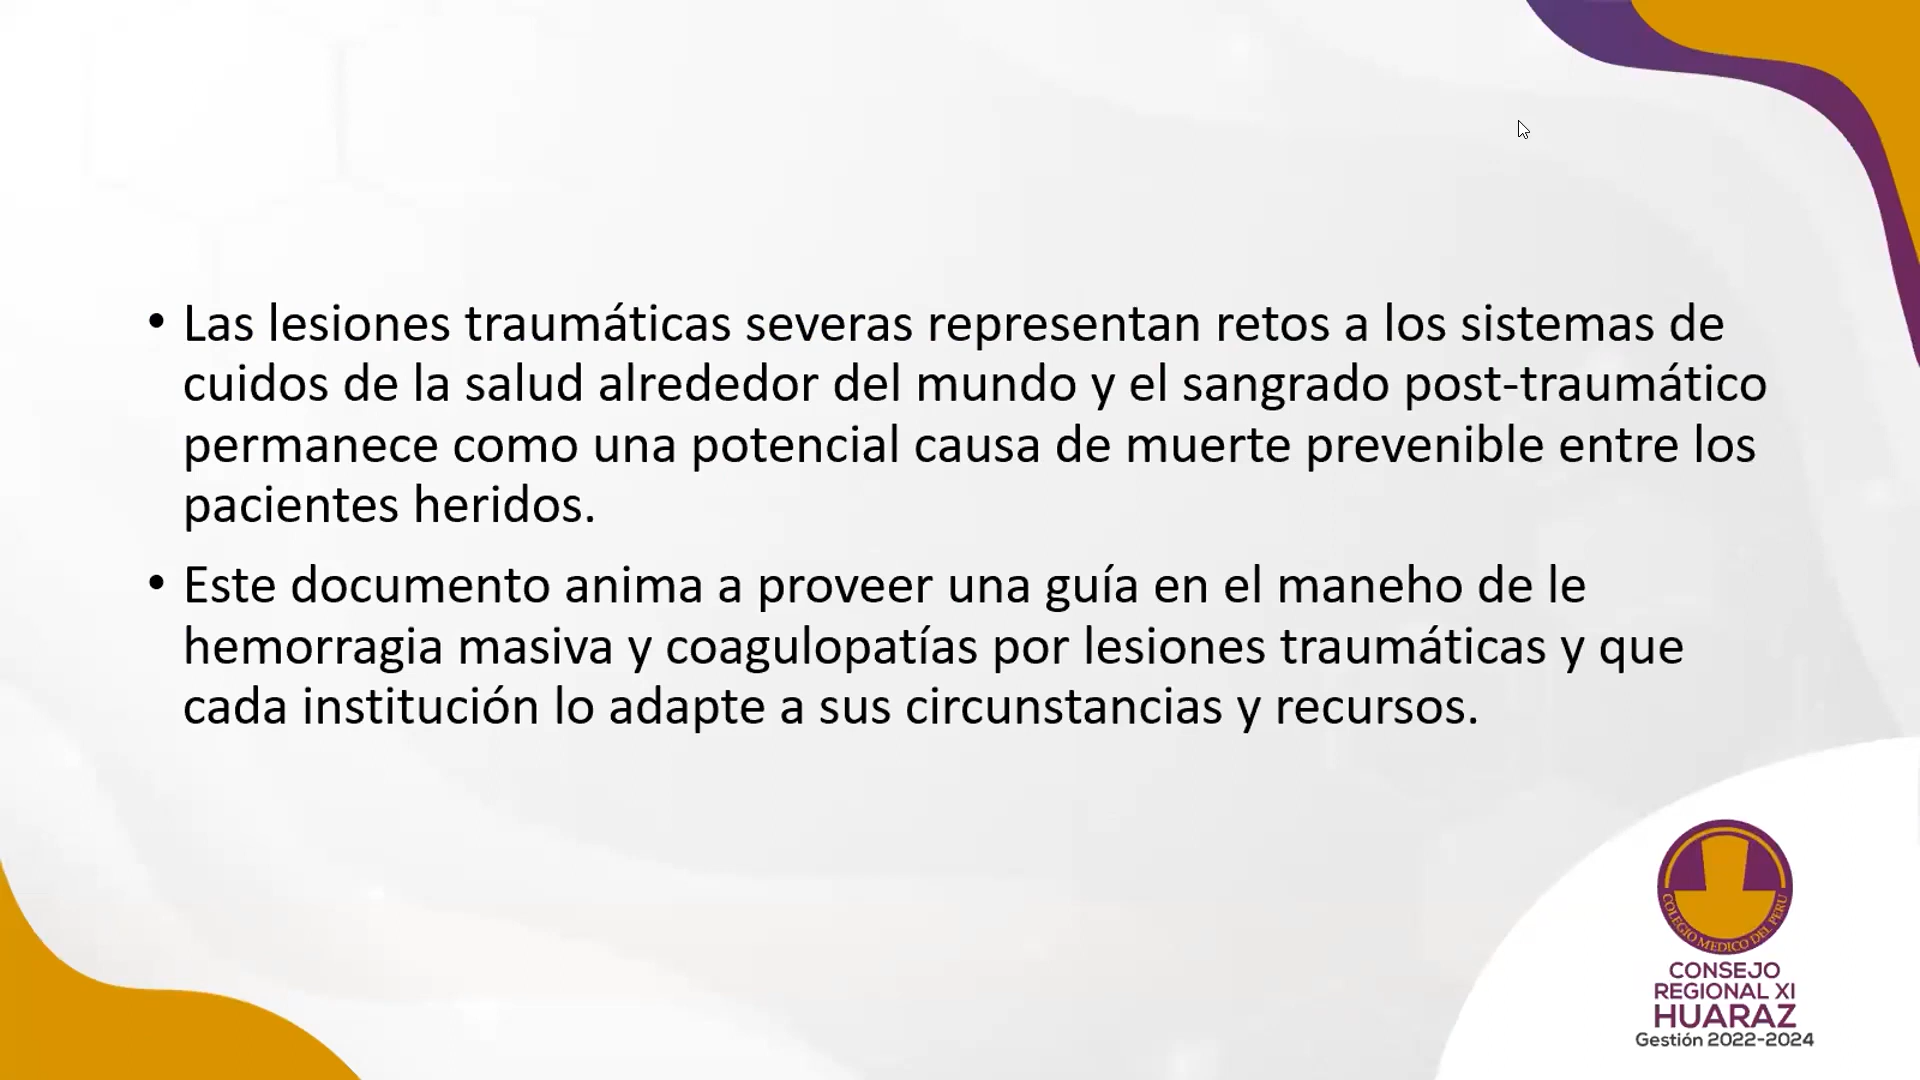 • Las lesiones traumáticas severas representan retos a los sistemas de
cuidos de la salud alrededor del mundo y el sangrado post-traumático
permanece como una potencial causa de muerte prevenible entre los
pacientes heridos.
• Este documento anima a proveer una guía en el maneho de le
hemorragia masiva y coagulopatías por lesiones traumáticas y que
cada institución lo adapte a sus circunstancias y recursos.
COLEGIO MEDICO DEL PERU
CONSEJO
REGIONAL XI
HUARAZ
Gestión 2022-2024